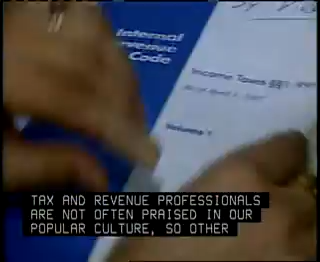 Internal
Revenue
Code
Income Taxes
Volume 1
TAX AND REVENUE PROFESSIONALS
ARE NOT OFTEN PRAISED IN OUR
POPULAR CULTURE, SO OTHER